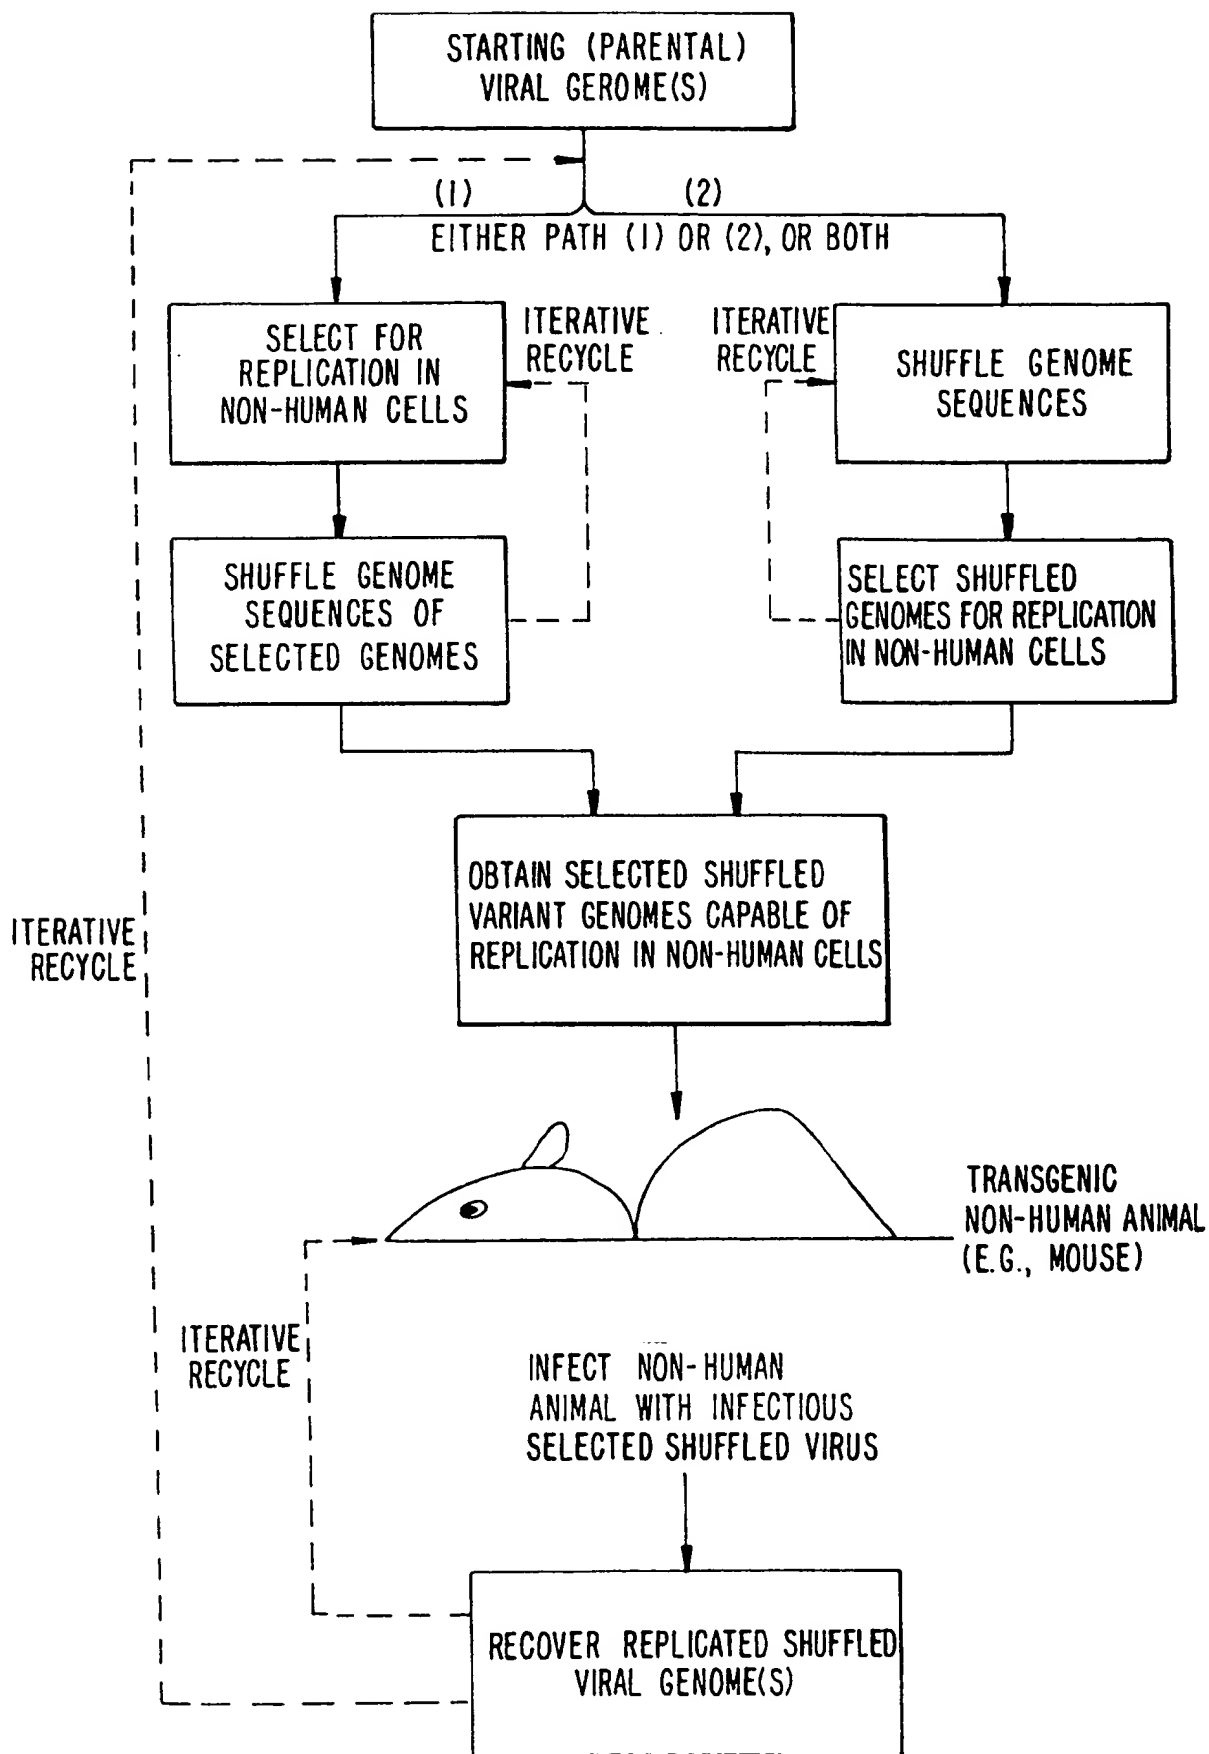 STARTING (PARENTAL)
VIRAL GEROME(S)
(1)
(2)
EITHER PATH (1) OR (2), OR BOTH
SELECT FOR
REPLICATION IN
NON-HUMAN CELLS
ITERATIVE
RECYCLE
ITERATIVE
RECYCLE
SHUFFLE GENOME
SEQUENCES
SHUFFLE GENOME
SEQUENCES OF
SELECTED GENOMES
SELECT SHUFFLED
GENOMES FOR REPLICATION
IN NON-HUMAN CELLS
OBTAIN SELECTED SHUFFLED
VARIANT GENOMES CAPABLE OF
REPLICATION IN NON-HUMAN CELLS
ITERATIVE
RECYCLE
TRANSGENIC
NON-HUMAN ANIMAL
(E.G., MOUSE)
ITERATIVE
RECYCLE
INFECT NON-HUMAN
ANIMAL WITH INFECTIOUS
SELECTED SHUFFLED VIRUS
RECOVER REPLICATED SHUFFLED
VIRAL GENOME(S)